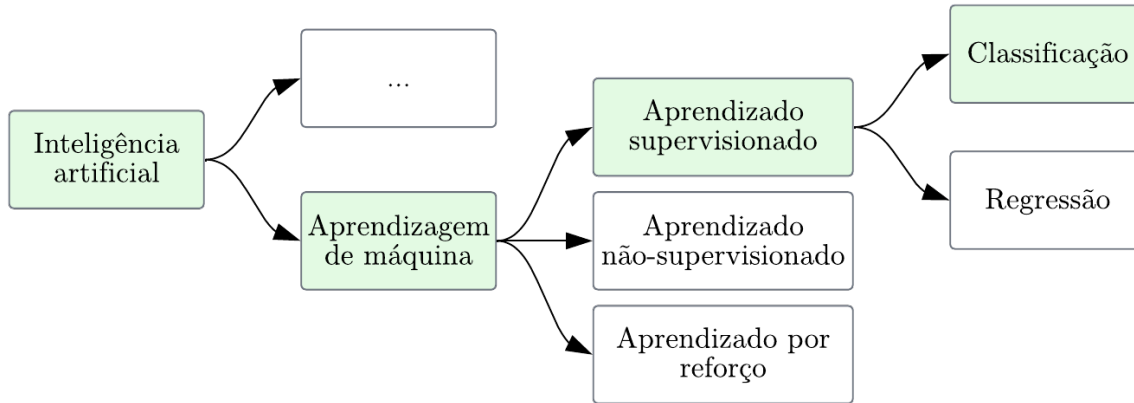 Inteligência
artificial
...
Aprendizagem
de máquina
Aprendizado
supervisionado
Aprendizado
não-supervisionado
Aprendizado por
reforço
Classificação
Regressão